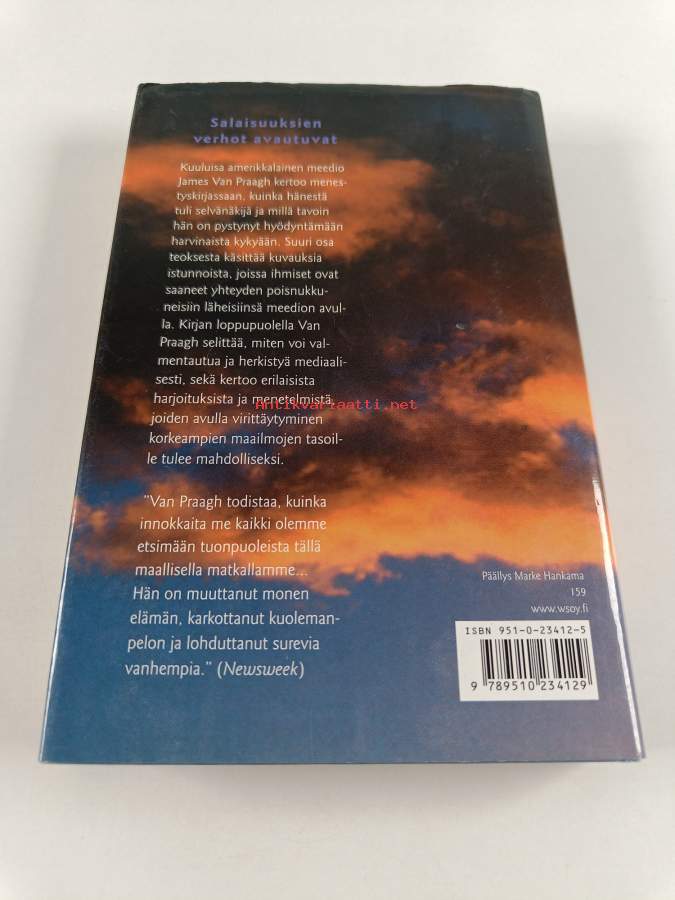 Salaisuuksien
verhot avautuvat
Kuuluisa amerikkalainen meedio
James Van Praagh kertoo menes-
tyskirjassaan, kuinka hänestä
tuli selvänäkijä ja millä tavoin
hän on pystynyt hyödyntämään
harvinaista kykyään. Suuri osa
teoksesta käsittää kuvauksia
istunnoista, joissa ihmiset ovat
saaneet yhteyden poisnukku-
neisiin läheisiinsä meedion avul-
la. Kirjan loppupuolella Van
Praagh selittää, miten voi val-
mentautua ja herkistyä mediaali-
sesti, sekä kertoo erilaisista
harjoituksista ja menetelmistä,
Antikvariaatti.net
joiden avulla virittäytyminen
korkeampien maailmojen tasoil-
le tulee mahdolliseksi.
"Van Praagh todistaa, kuinka
innokkaita me kaikki olemme
etsimään tuonpuoleista tällä
maallisella matkallamme...
Hän on muuttanut monen
elämän, karkottanut kuoleman-
pelon ja lohduttanut surevia
vanhempia." (Newsweek)
Päällys Marke Hankama
159
www.wsoy.fi
ISBN 951-0-23412-5
9 789510 234129